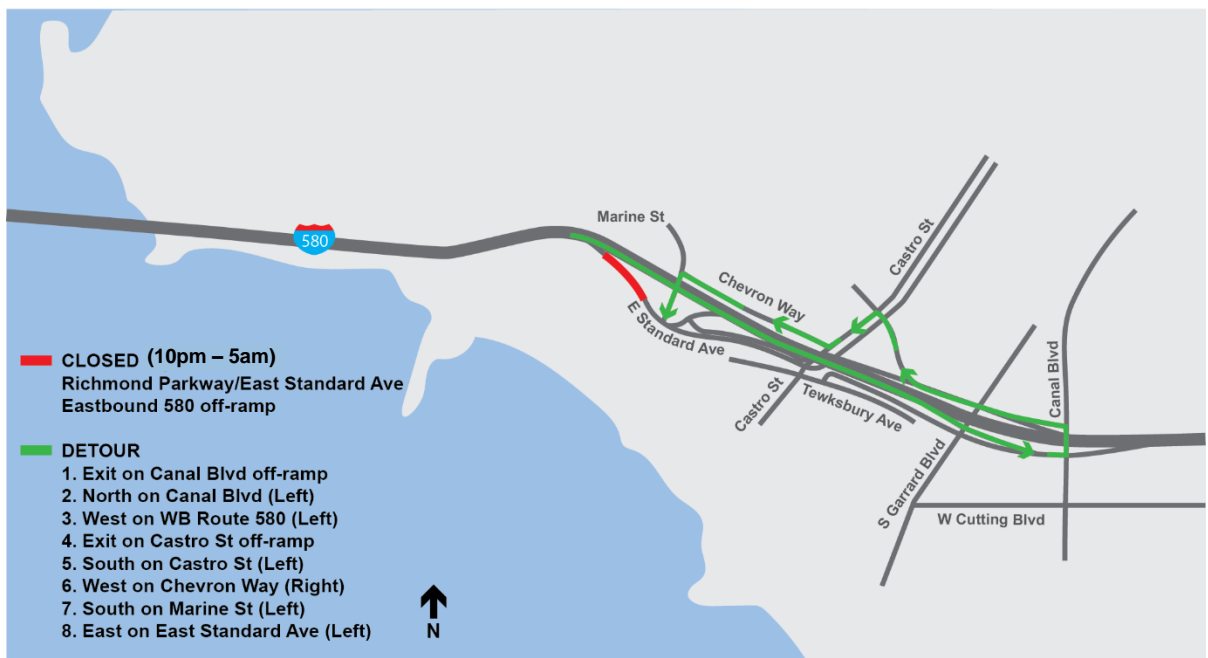 Marine St
580
Castro St
Chevron Way
E Standard Ave
Canal Blvd
Castro St
Tewksbury Ave
S Garrard Blvd
W Cutting Blvd
CLOSED (10pm – 5am)
Richmond Parkway/East Standard Ave
Eastbound 580 off-ramp
DETOUR
1. Exit on Canal Blvd off-ramp
2. North on Canal Blvd (Left)
3. West on WB Route 580 (Left)
4. Exit on Castro St off-ramp
5. South on Castro St (Left)
6. West on Chevron Way (Right)
7. South on Marine St (Left)
8. East on East Standard Ave (Left)
N